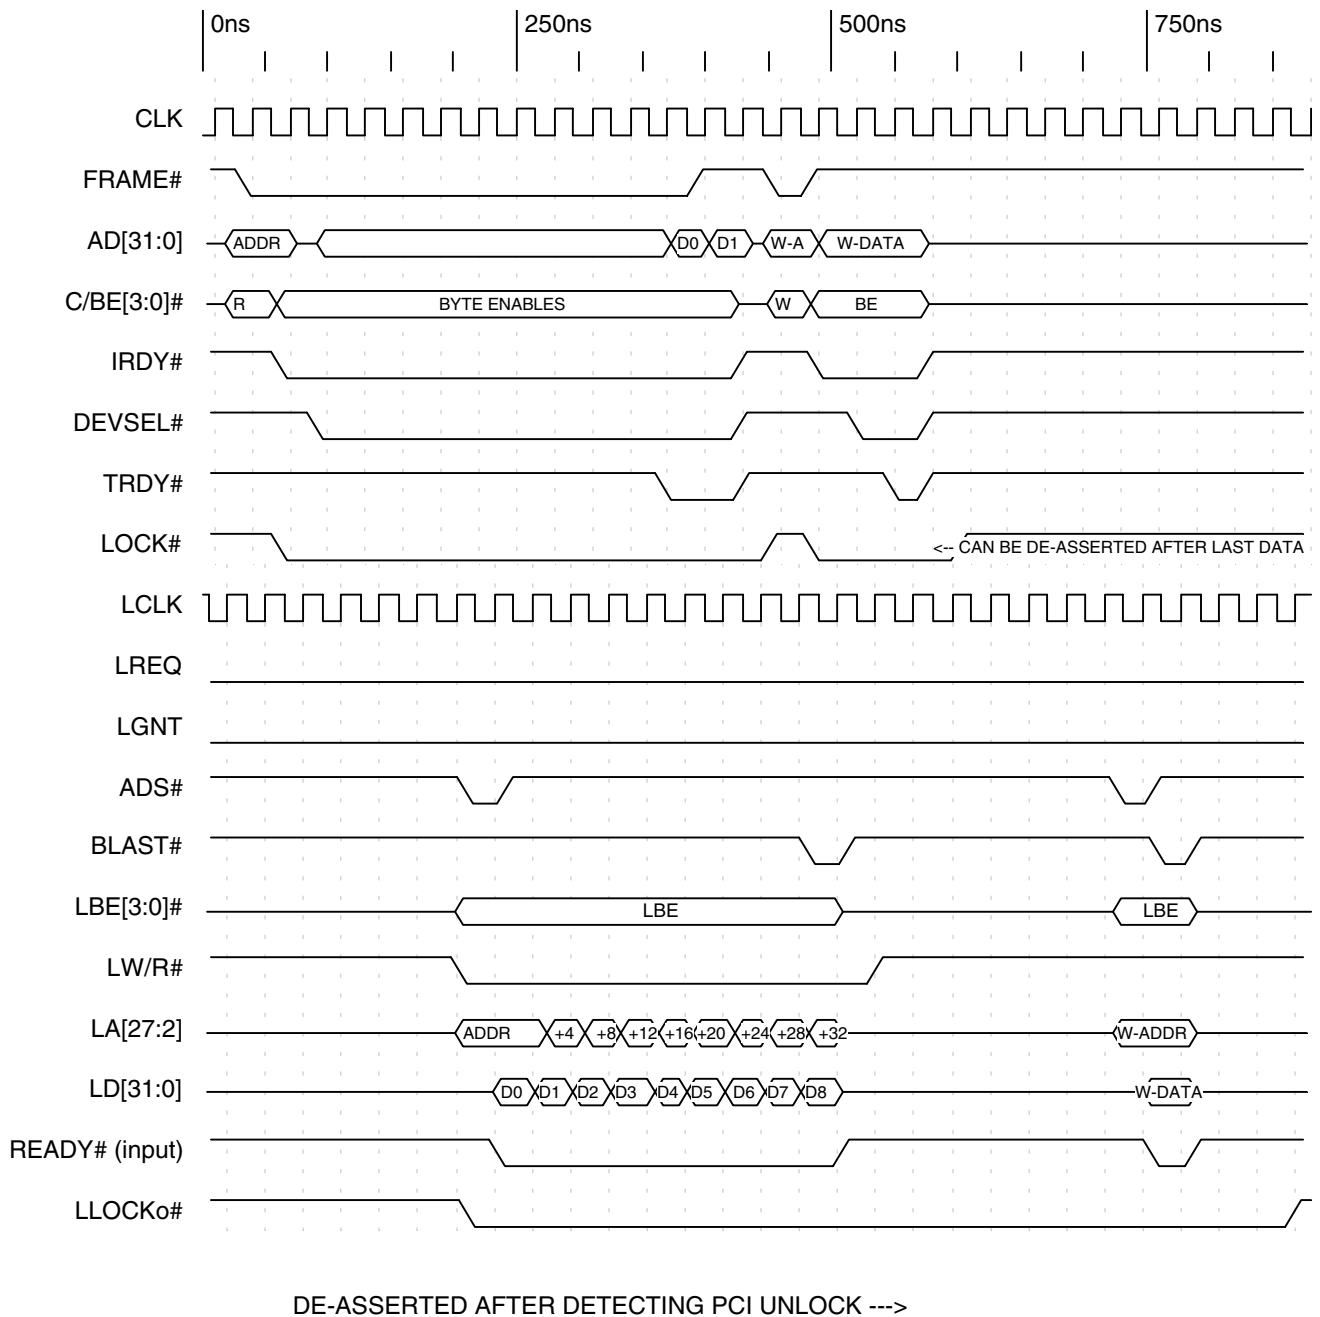 0ns 250ns 500ns 750ns
CLK
FRAME#
AD[31:0] ADDR D0 D1 W-A W-DATA
C/BE[3:0]# R BYTE ENABLES W BE
IRDY#
DEVSEL#
TRDY#
LOCK# <-- CAN BE DE-ASSERTED AFTER LAST DATA
LCLK
LREQ
LGNT
ADS#
BLAST#
LBE[3:0]# LBE LBE
LW/R#
LA[27:2] ADDR +4 +8 +12 +16 +20 +24 +28 +32 W-ADDR
LD[31:0] D0 D1 D2 D3 D4 D5 D6 D7 D8 W-DATA
READY# (input)
LLOCKo#
DE-ASSERTED AFTER DETECTING PCI UNLOCK --->